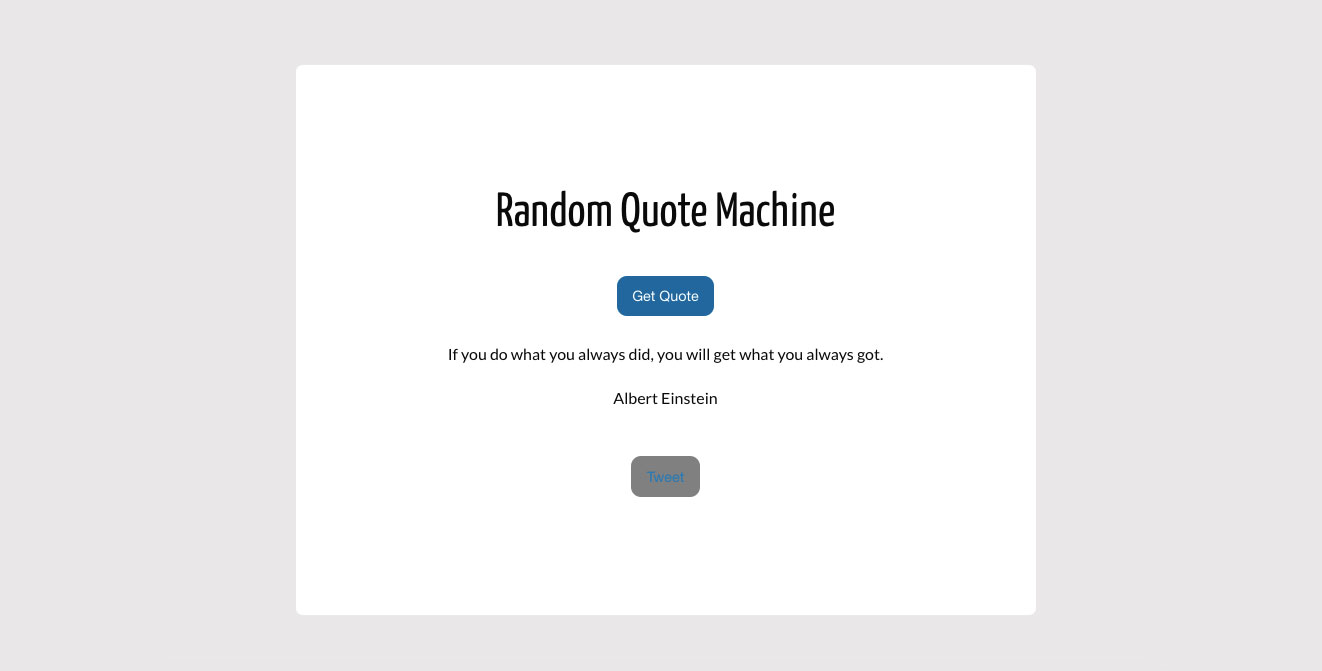 Random Quote Machine
Get Quote
If you do what you always did, you will get what you always got.
Albert Einstein
Tweet